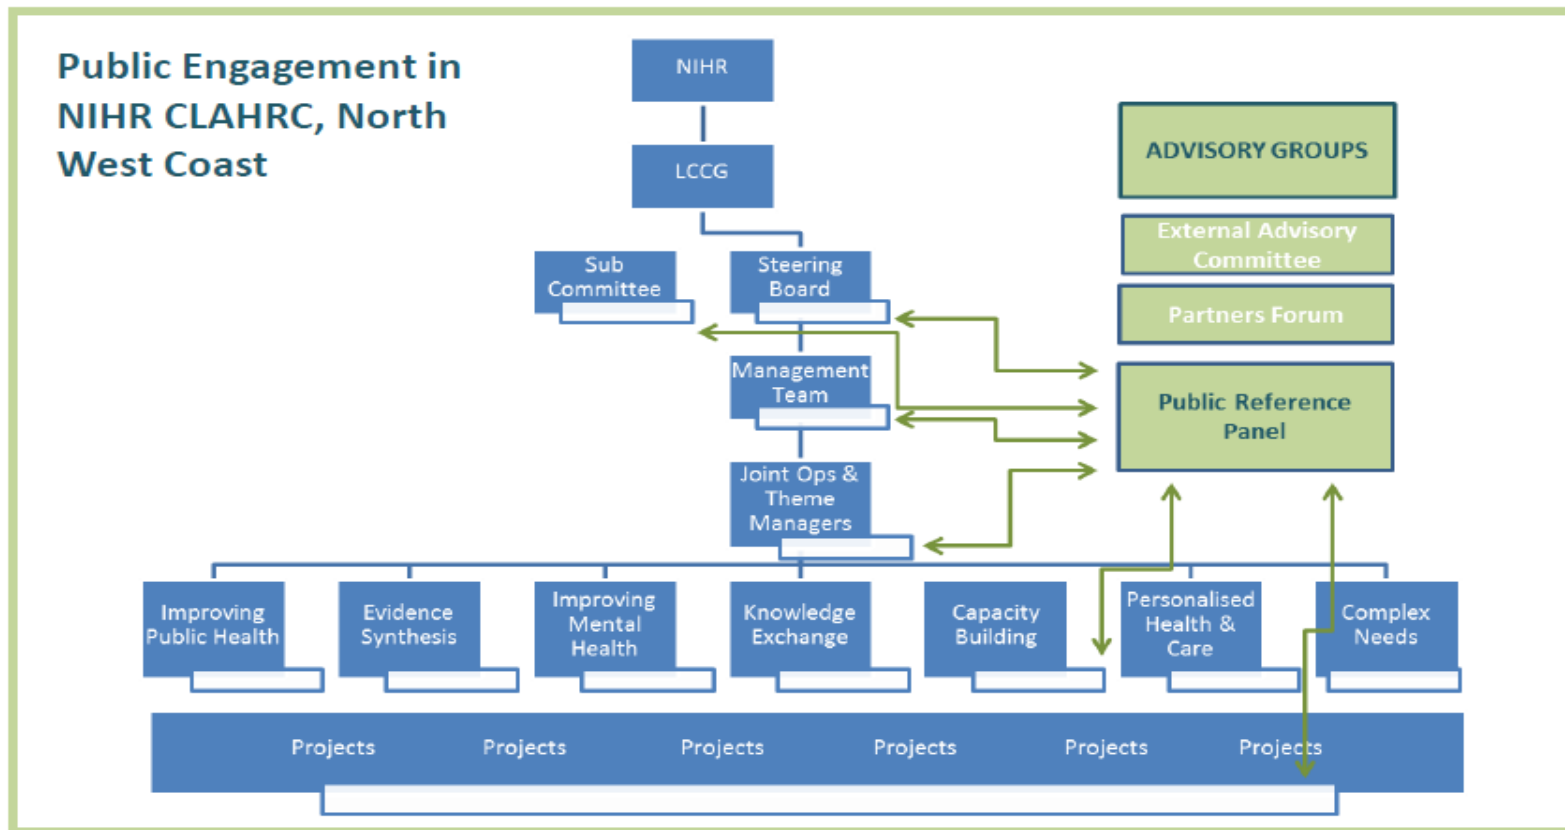 Public Engagement in
NIHR CLAHRC, North
West Coast
NIHR
LCCG
Sub
Committee
Steering
Board
Management
Team
Joint Ops &
Theme
Managers
ADVISORY GROUPS
External Advisory
Committee
Partners Forum
Public Reference
Panel
Improving
Public Health
Evidence
Synthesis
Improving
Mental
Health
Knowledge
Exchange
Capacity
Building
Personalised
Health &
Care
Complex
Needs
Projects Projects Projects Projects Projects Projects